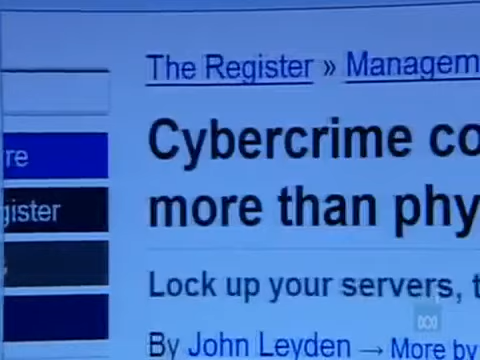 The Register » Managem
Cybercrime co
more than phy
Lock up your servers, t
By John Leyden → More by
re
gister
ABC